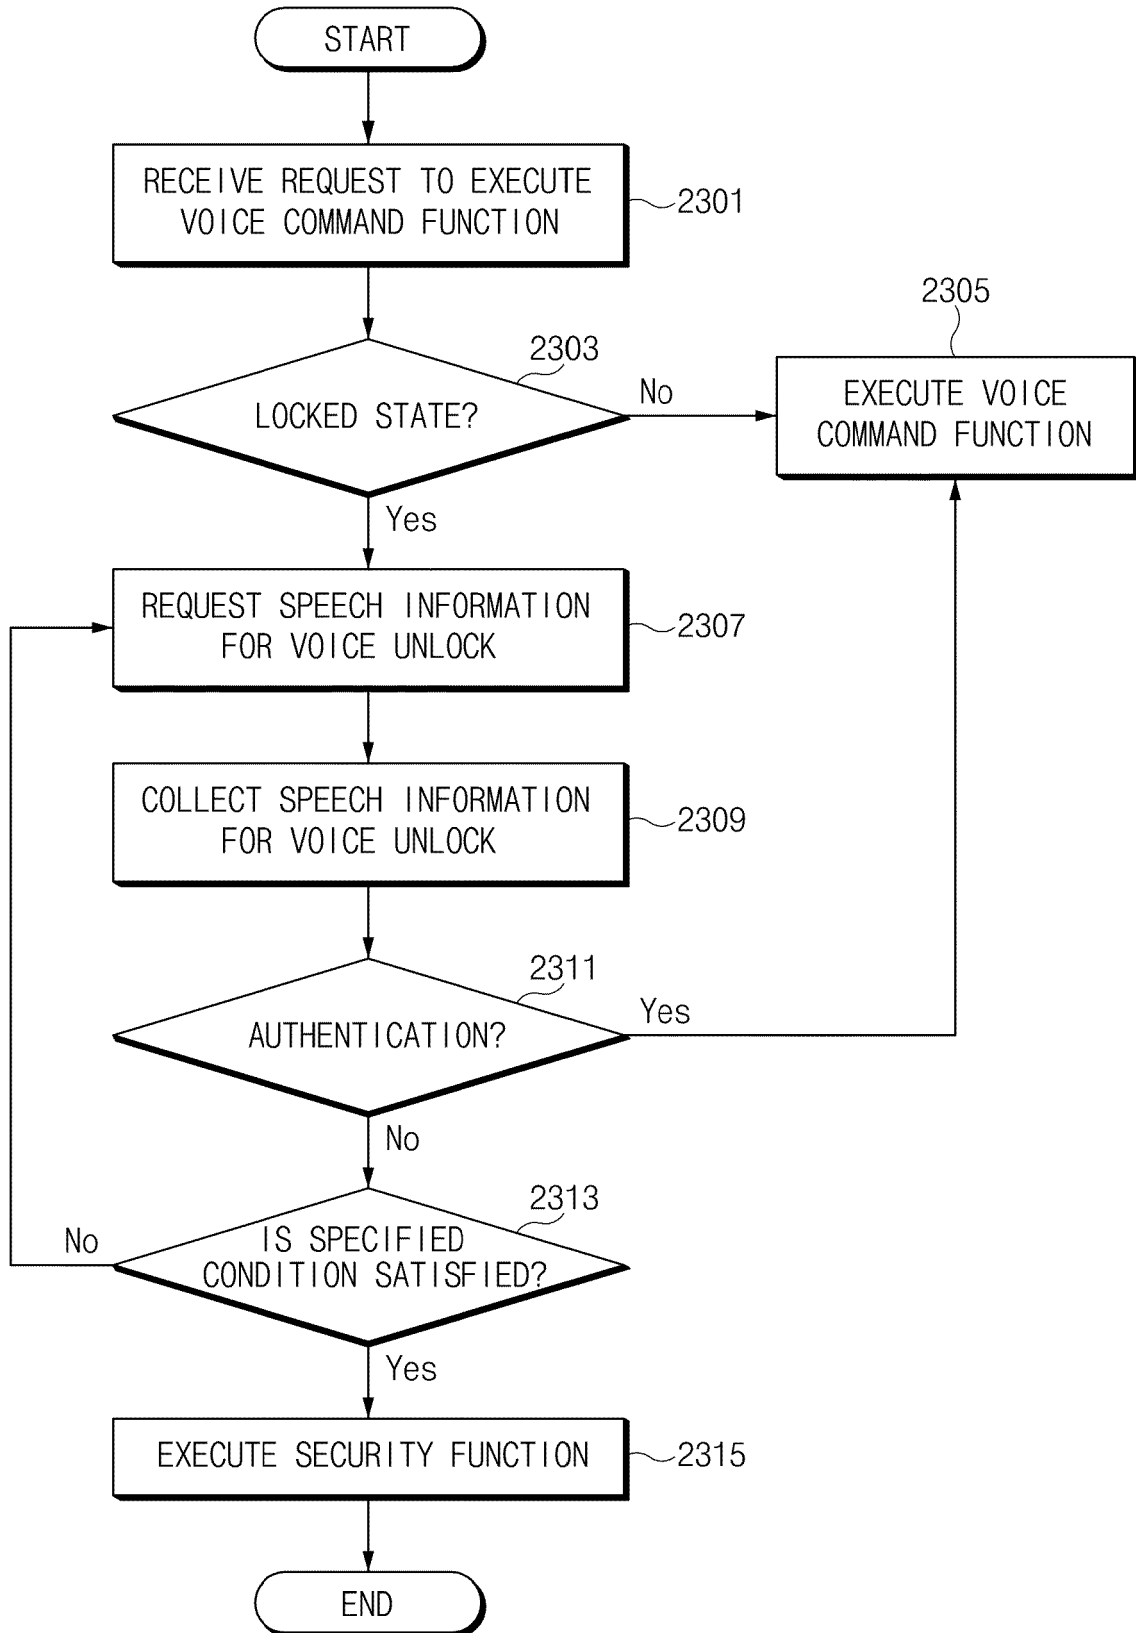 START
RECEIVE REQUEST TO EXECUTE
VOICE COMMAND FUNCTION
2301
2303
LOCKED STATE?
No
Yes
2305
EXECUTE VOICE
COMMAND FUNCTION
REQUEST SPEECH INFORMATION
FOR VOICE UNLOCK
2307
COLLECT SPEECH INFORMATION
FOR VOICE UNLOCK
2309
2311
AUTHENTICATION?
Yes
No
2313
IS SPECIFIED
CONDITION SATISFIED?
No
Yes
EXECUTE SECURITY FUNCTION
2315
END